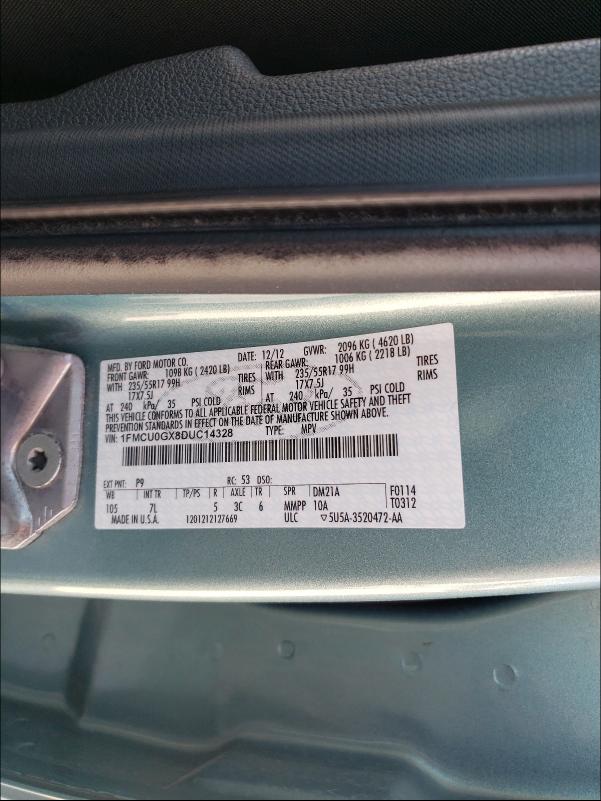 MFD. BY FORD MOTOR CO.
DATE: 12/12 GVWR: 2096 KG ( 4620 LB)
FRONT GAWR: 1098 KG ( 2420 LB) REAR GAWR: 1006 KG ( 2218 LB)
WITH 235/55R17 99H TIRES WITH 235/55R17 99H TIRES
17X7.5J RIMS 17X7.5J RIMS
AT 240 kPa/ 35 PSI COLD AT 240 kPa/ 35 PSI COLD
THIS VEHICLE CONFORMS TO ALL APPLICABLE FEDERAL MOTOR VEHICLE SAFETY AND THEFT
PREVENTION STANDARDS IN EFFECT ON THE DATE OF MANUFACTURE SHOWN ABOVE.
VIN: 1FMCU0GX8DUC14328 TYPE: MPV
EXT PNT: P9 RC: 53 DSO:
WB INT TR TP/PS R AXLE TR SPR DM21A F0114
105 7L 5 3C 6 MMPP 10A T0312
MADE IN U.S.A. 1201212127669 ULC ▽5U5A-3520472-AA